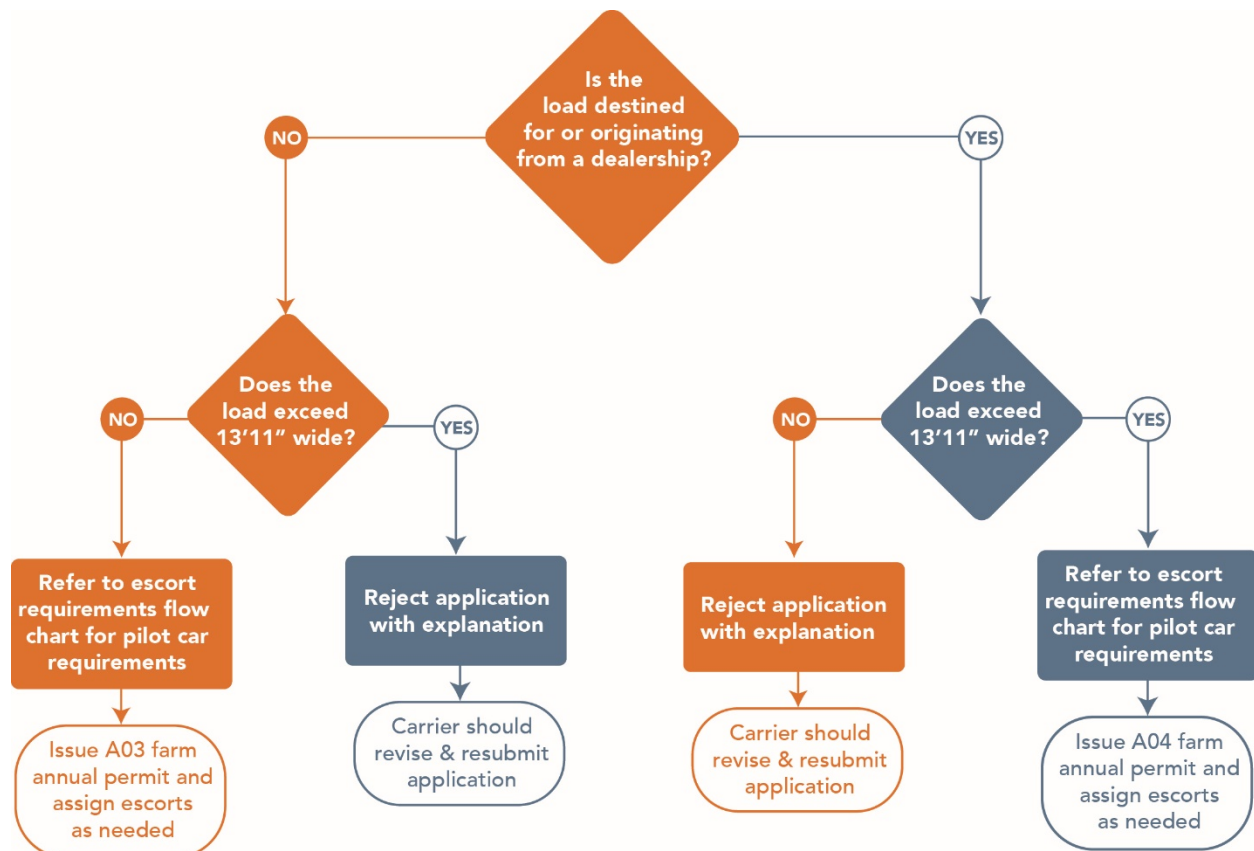 Is the
load destined
for or originating
from a dealership?
NO
YES
Does the
load exceed
13’11” wide?
NO
YES
Does the
load exceed
13’11” wide?
NO
YES
Refer to escort
requirements flow
chart for pilot car
requirements
Reject application
with explanation
Reject application
with explanation
Refer to escort
requirements flow
chart for pilot car
requirements
Issue A03 farm
annual permit and
assign escorts
as needed
Carrier should
revise & resubmit
application
Carrier should
revise & resubmit
application
Issue A04 farm
annual permit and
assign escorts
as needed